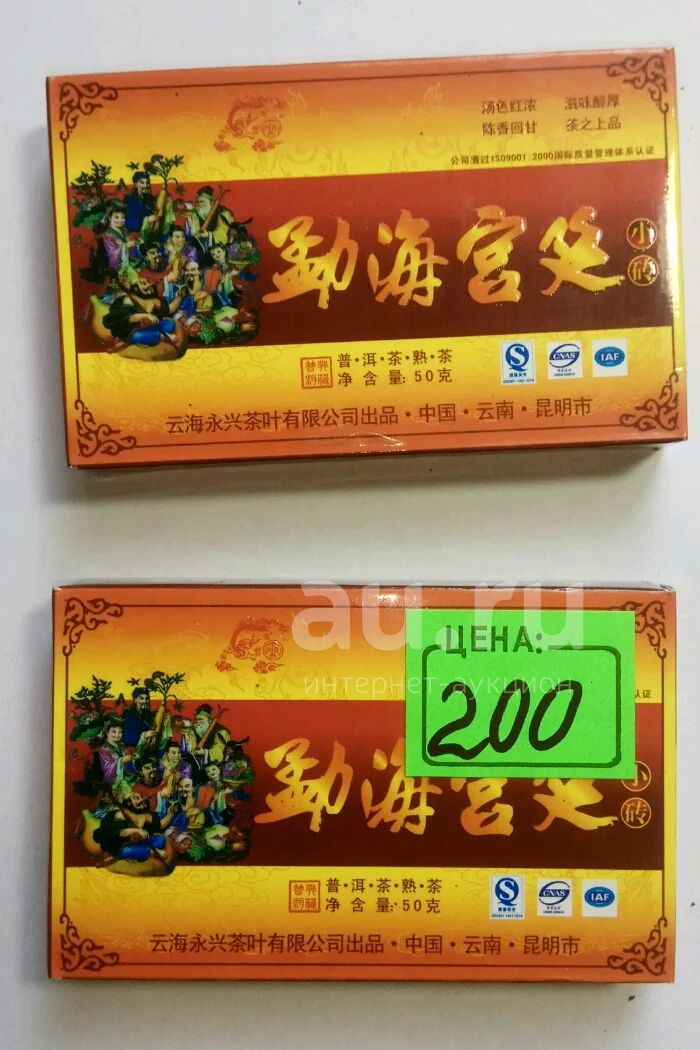 汤色红浓 滋味醇厚
陈香回甘 茶之上品
公司通过ISO9001:2000国际质量管理体系认证
勐海宫廷
小砖
普·洱·茶·熟·茶
净 含 量: 50克
CNAS
IAF
云海永兴茶叶有限公司出品·中国·云南·昆明市
au.ru
интернет-аукцион
ЦЕНА:
200
认证
勐海宫廷
小砖
普·洱·茶·熟·茶
净 含 量: 50克
CNAS
IAF
云海永兴茶叶有限公司出品·中国·云南·昆明市